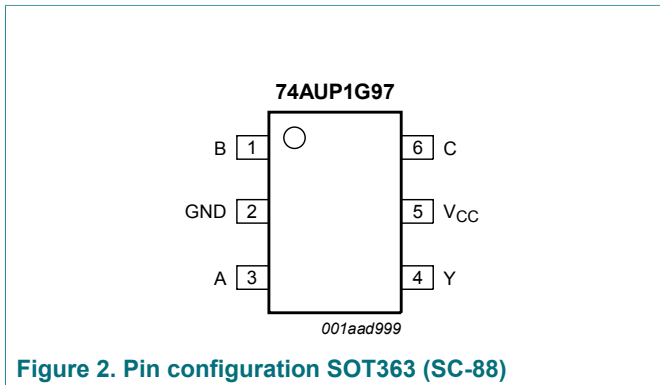 74AUP1G97
B 1 6 C
GND 2 5 VCC
A 3 4 Y
001aad999
Figure 2. Pin configuration SOT363 (SC-88)